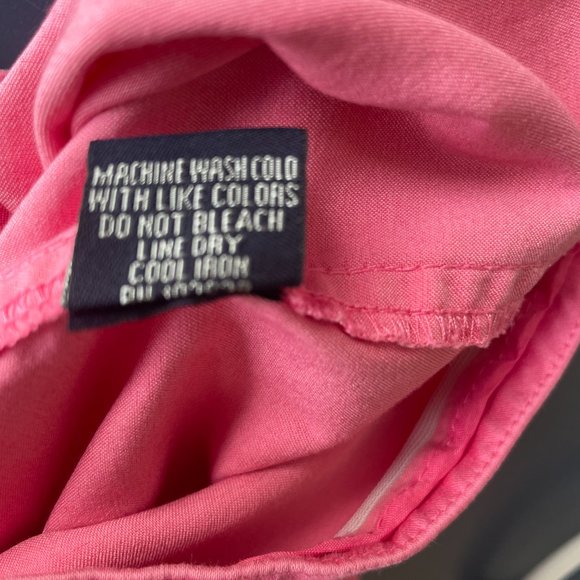 MACHINE WASH COLD
WITH LIKE COLORS
DO NOT BLEACH
LINE DRY
COOL IRON